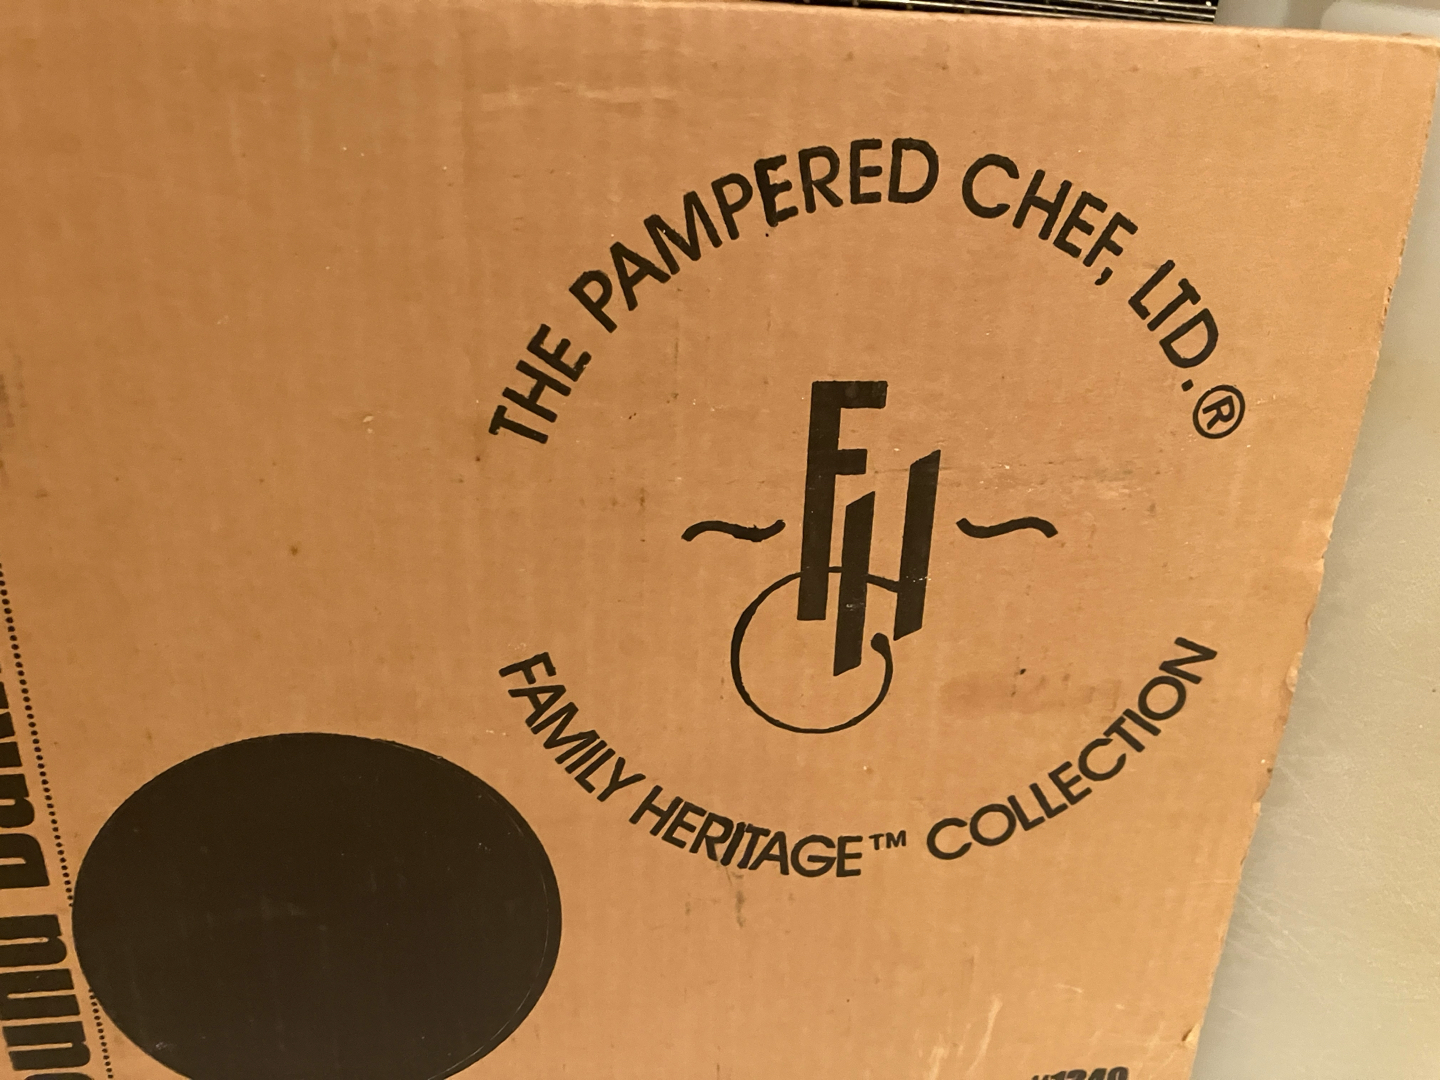 THE PAMPERED CHEF, LTD.®
FH
FAMILY HERITAGE™ COLLECTION